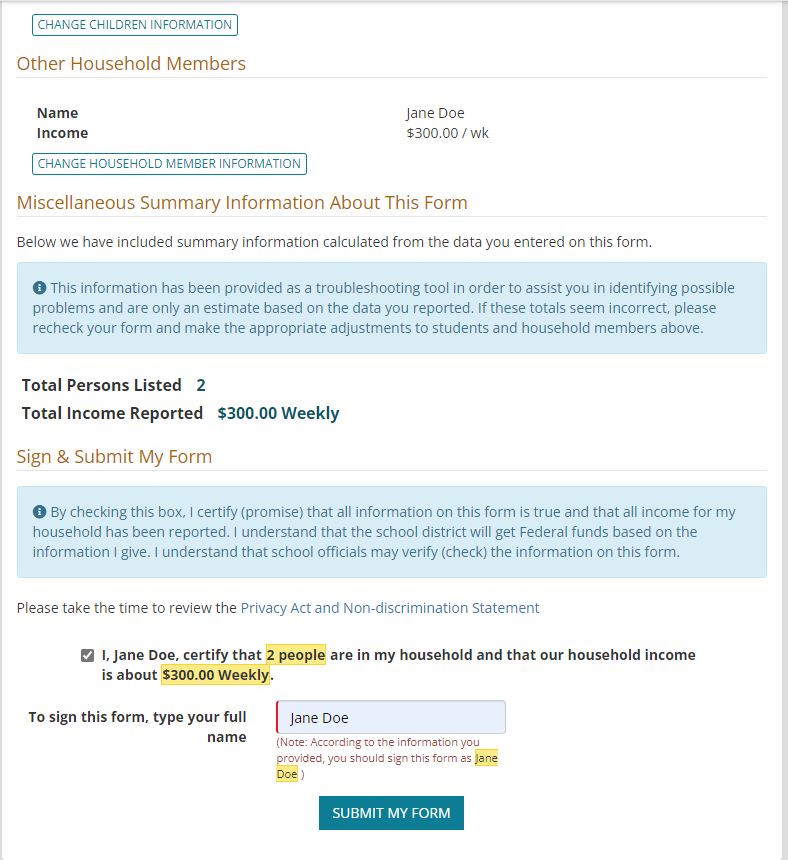 CHANGE CHILDREN INFORMATION
Other Household Members
Name Jane Doe
Income $300.00 / wk
CHANGE HOUSEHOLD MEMBER INFORMATION
Miscellaneous Summary Information About This Form
Below we have included summary information calculated from the data you entered on this form.
This information has been provided as a troubleshooting tool in order to assist you in identifying possible
problems and are only an estimate based on the data you reported. If these totals seem incorrect, please
recheck your form and make the appropriate adjustments to students and household members above.
Total Persons Listed 2
Total Income Reported $300.00 Weekly
Sign & Submit My Form
By checking this box, I certify (promise) that all information on this form is true and that all income for my
household has been reported. I understand that the school district will get Federal funds based on the
information I give. I understand that school officials may verify (check) the information on this form.
Please take the time to review the Privacy Act and Non-discrimination Statement
I, Jane Doe, certify that 2 people are in my household and that our household income
is about $300.00 Weekly.
To sign this form, type your full
name
Jane Doe
(Note: According to the information you
provided, you should sign this form as Jane
Doe )
SUBMIT MY FORM